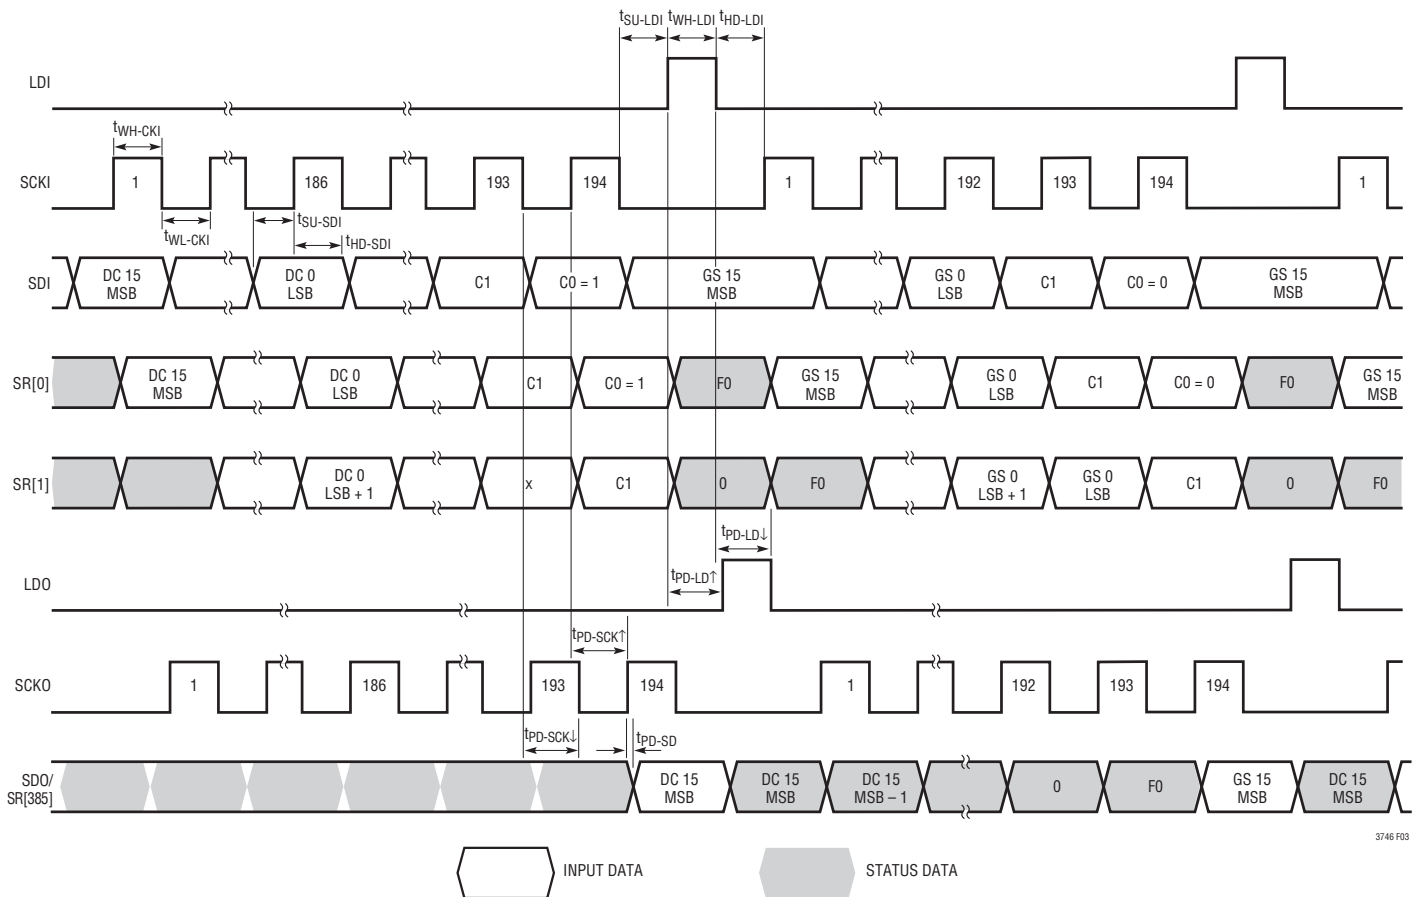 tSU-LDI tWH-LDI tHD-LDI
LDI
tWH-CKI
SCKI 1 186 193 194 1 192 193 194 1
tWL-CKI tSU-SDI tHD-SDI
SDI DC 15 MSB DC 0 LSB C1 C0 = 1 GS 15 MSB GS 0 LSB C1 C0 = 0 GS 15 MSB
SR[0] DC 15 MSB DC 0 LSB C1 C0 = 1 F0 GS 15 MSB GS 0 LSB C1 C0 = 0 F0 GS 15 MSB
SR[1] DC 0 LSB + 1 x C1 0 F0 GS 0 LSB + 1 GS 0 LSB C1 0 F0
tPD-LD↓
LDO tPD-LD↑
tPD-SCK↑
SCKO 1 186 193 194 1 192 193 194
tPD-SCK↓ tPD-SD
SDO/ SR[385] DC 15 MSB DC 15 MSB DC 15 MSB – 1 0 F0 GS 15 MSB DC 15 MSB
3746 F03
INPUT DATA STATUS DATA